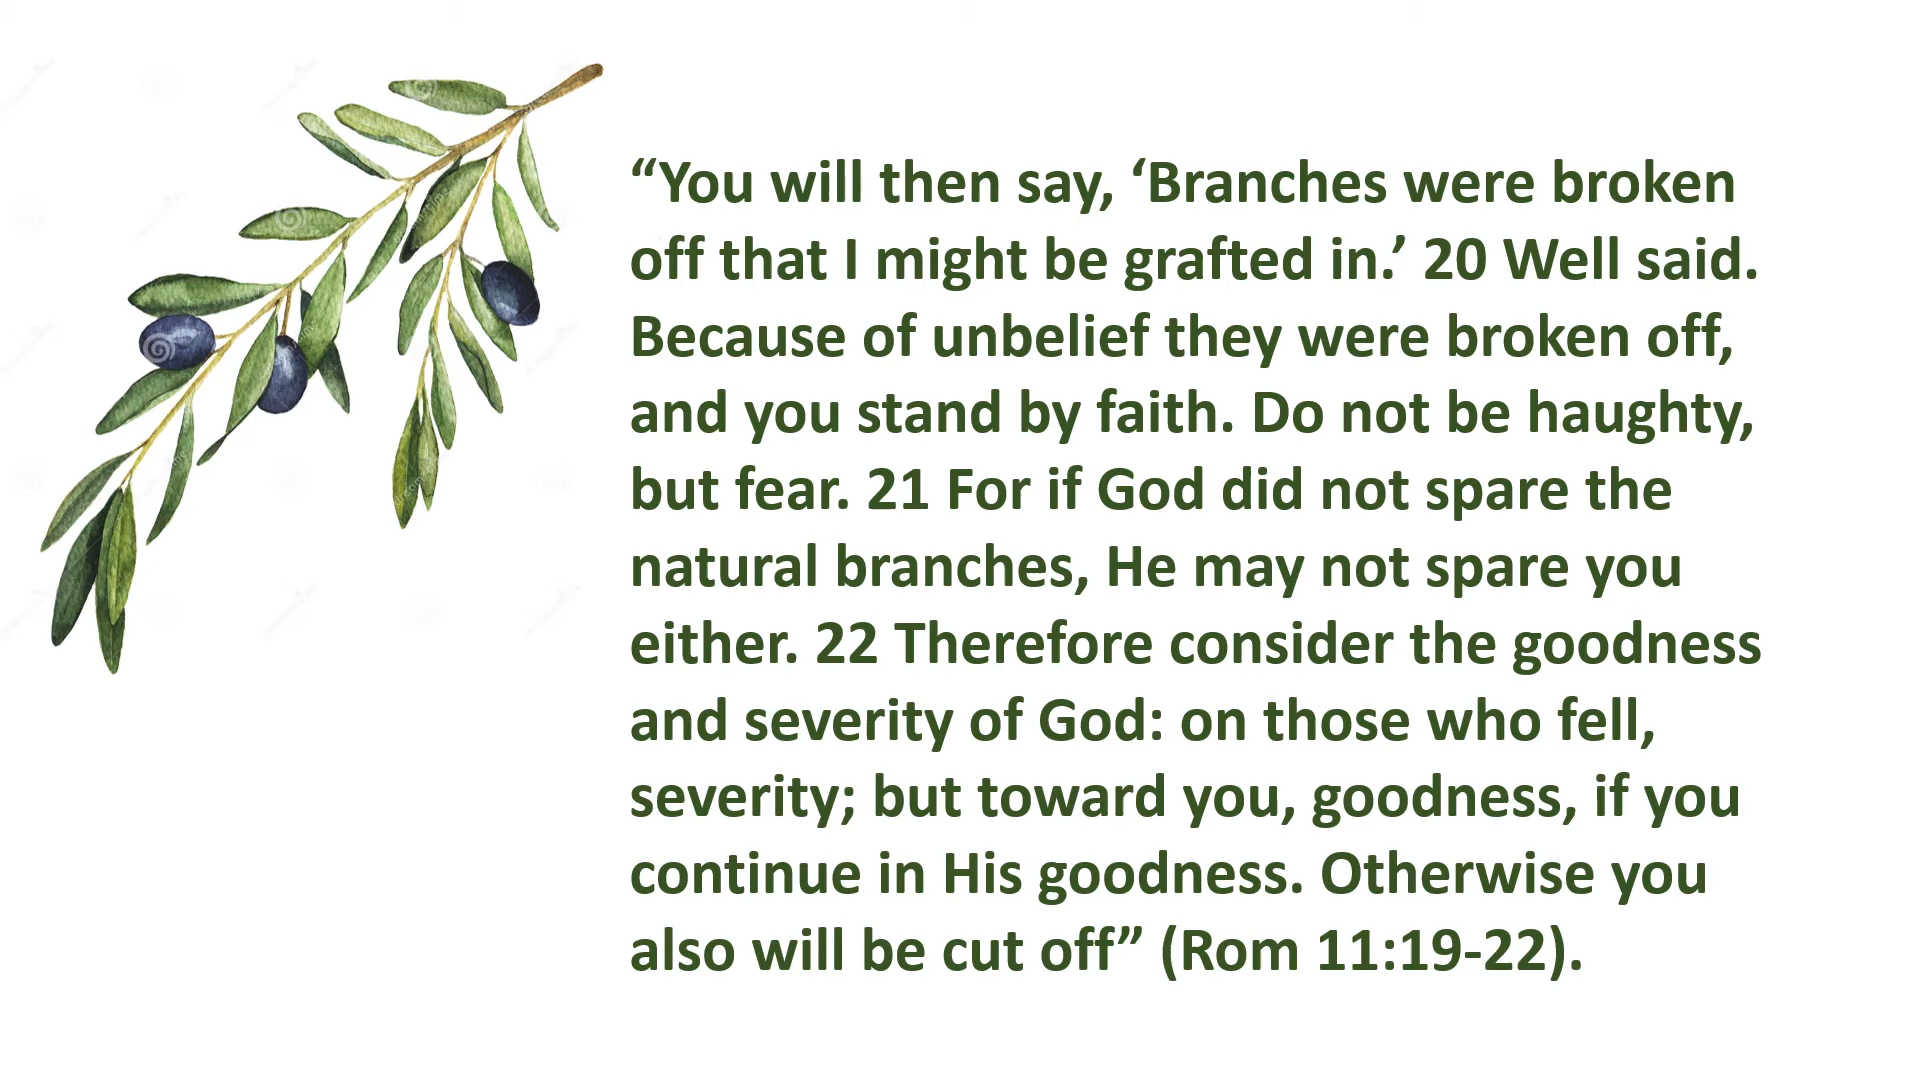 “You will then say, ‘Branches were broken
off that I might be grafted in.’ 20 Well said.
Because of unbelief they were broken off,
and you stand by faith. Do not be haughty,
but fear. 21 For if God did not spare the
natural branches, He may not spare you
either. 22 Therefore consider the goodness
and severity of God: on those who fell,
severity; but toward you, goodness, if you
continue in His goodness. Otherwise you
also will be cut off” (Rom 11:19-22).